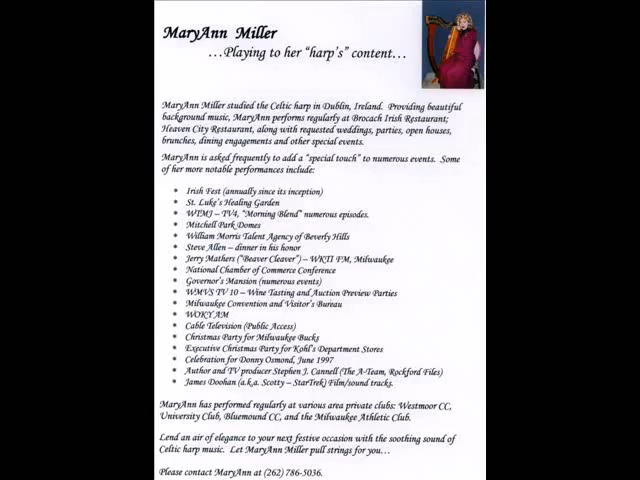 MaryAnn Miller
…Playing to her "harp's" content…
MaryAnn Miller studied the Celtic harp in Dublin, Ireland. Providing beautiful
background music, MaryAnn performs regularly at Brocach Irish Restaurant;
Heaven City Restaurant, along with requested weddings, parties, open houses,
brunches, dining engagements and other special events.
MaryAnn is asked frequently to add a "special touch" to numerous events. Some
of her more notable performances include:
* Irish Fest (annually since its inception)
* St. Luke's Healing Garden
* WTMJ – TV4, "Morning Blend" numerous episodes.
* Mitchell Park Domes
* William Morris Talent Agency of Beverly Hills
* Steve Allen – dinner in his honor
* Jerry Mathers ("Beaver Cleaver") – WKTI FM, Milwaukee
* National Chamber of Commerce Conference
* Governor's Mansion (numerous events)
* WMVS TV 10 – Wine Tasting and Auction Preview Parties
* Milwaukee Convention and Visitor's Bureau
* WOKY AM
* Cable Television (Public Access)
* Christmas Party for Milwaukee Bucks
* Executive Christmas Party for Kohl's Department Stores
* Celebration for Donny Osmond, June 1997
* Author and TV producer Stephen J. Cannell (The A-Team, Rockford Files)
* James Doohan (a.k.a. Scotty – StarTrek) Film/sound tracks.
MaryAnn has performed regularly at various area private clubs: Westmoor CC,
University Club, Bluemound CC, and the Milwaukee Athletic Club.
Lend an air of elegance to your next festive occasion with the soothing sound of
Celtic harp music. Let MaryAnn Miller pull strings for you…
Please contact MaryAnn at (262) 786-5036.